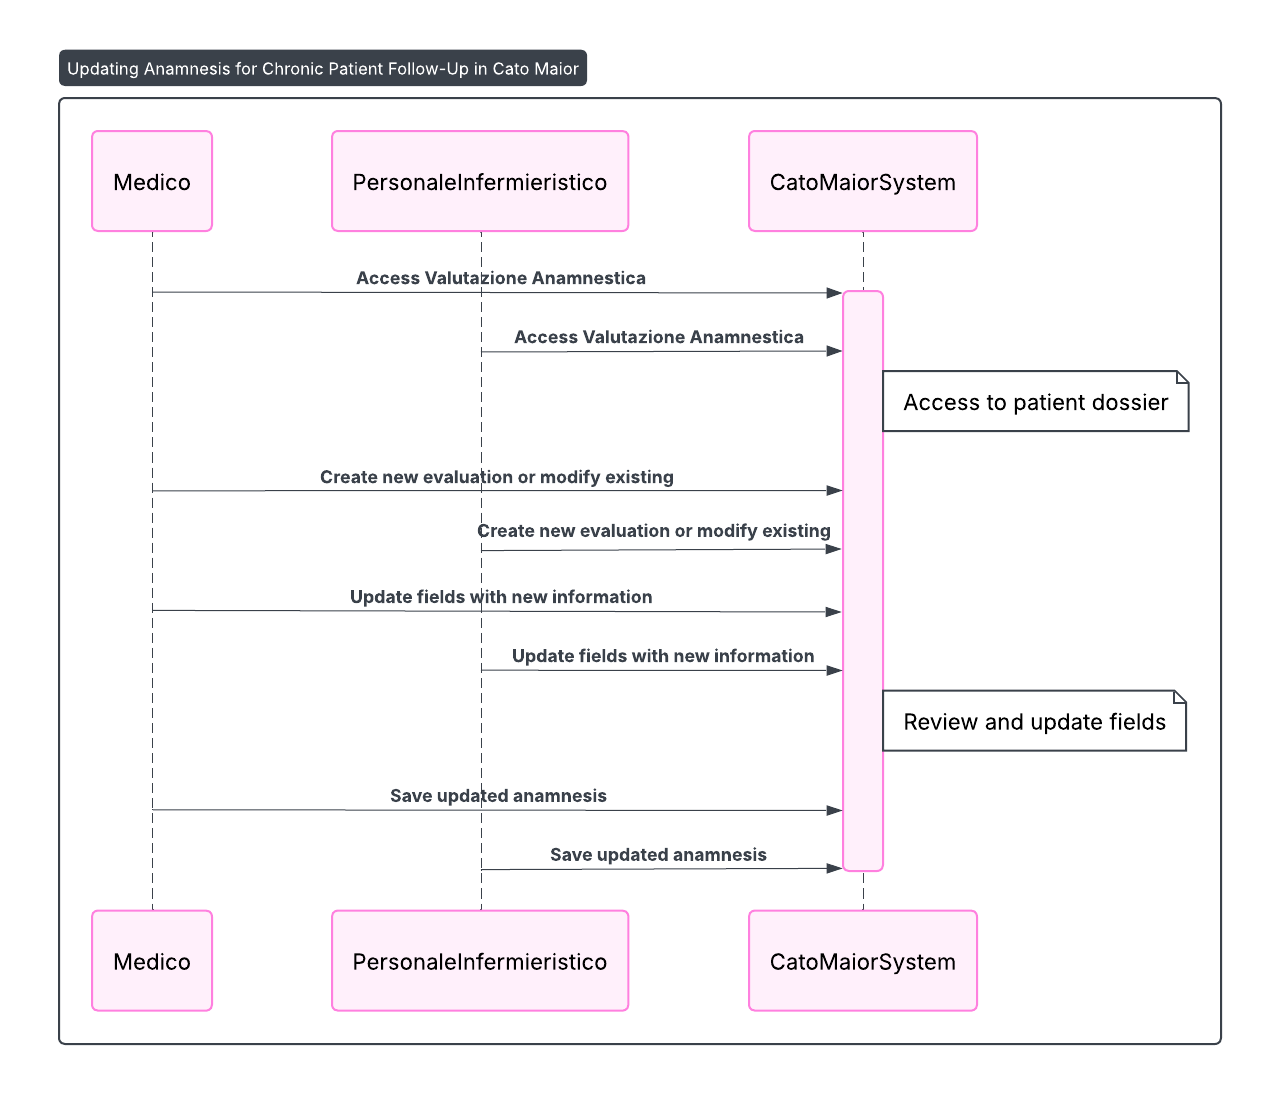 Updating Anamnesis for Chronic Patient Follow-Up in Cato Maior
Medico
PersonaleInfermieristico
CatoMaiorSystem
Access Valutazione Anamnestica
Access Valutazione Anamnestica
Access to patient dossier
Create new evaluation or modify existing
Create new evaluation or modify existing
Update fields with new information
Update fields with new information
Review and update fields
Save updated anamnesis
Save updated anamnesis
Medico
PersonaleInfermieristico
CatoMaiorSystem